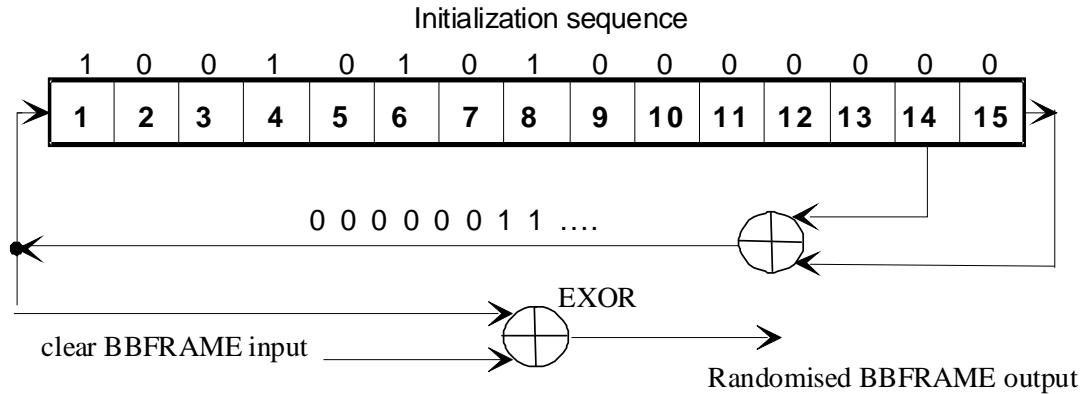 Initialization sequence
1 0 0 1 0 1 0 1 0 0 0 0 0 0 0
1 2 3 4 5 6 7 8 9 10 11 12 13 14 15
0 0 0 0 0 0 1 1 ....
EXOR
clear BBFRAME input
Randomised BBFRAME output